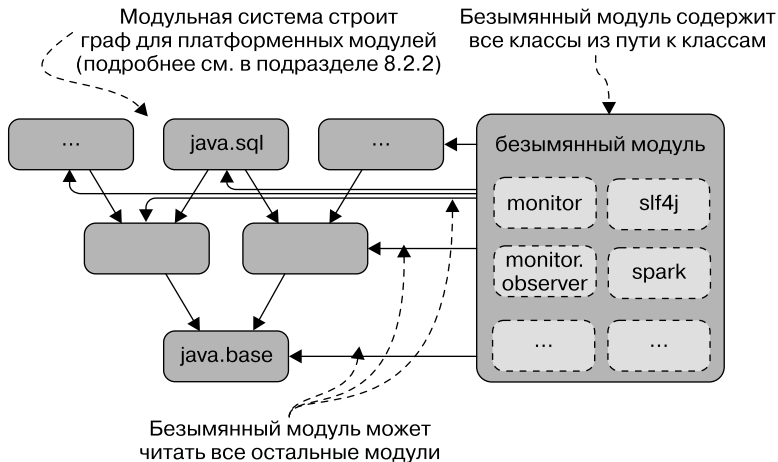 Модульная система строит
граф для платформенных модулей
(подробнее см. в подразделе 8.2.2)
Безымянный модуль содержит
все классы из пути к классам
...
java.sql
...
безымянный модуль
monitor
slf4j
monitor.
observer
spark
...
...
java.base
Безымянный модуль может
читать все остальные модули